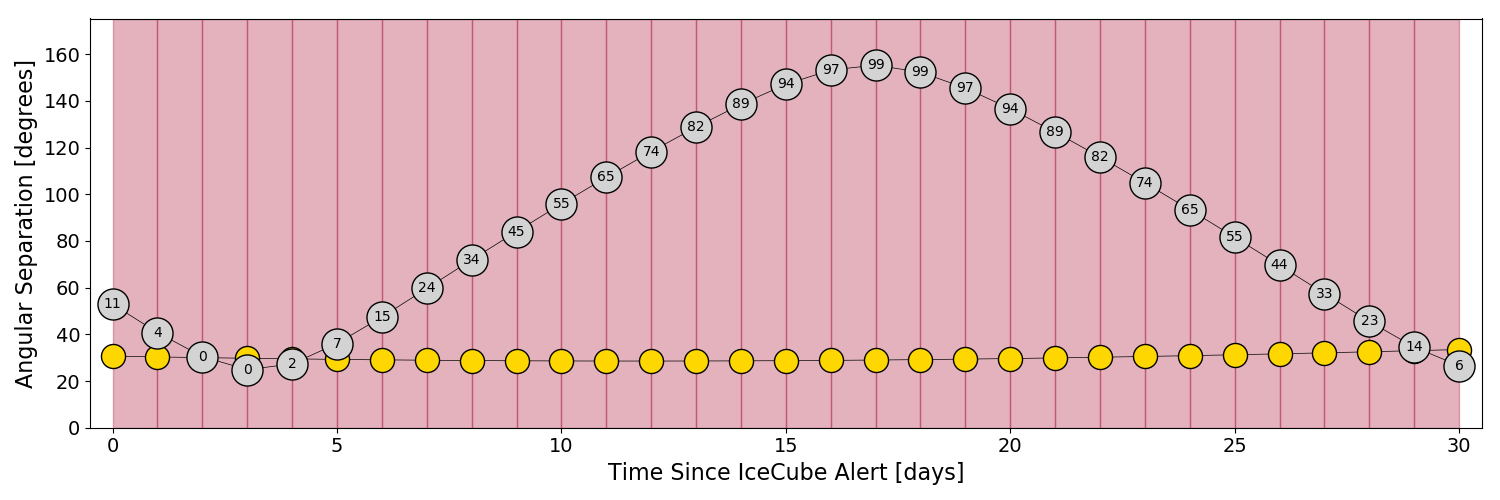 Angular Separation [degrees]
160
140
120
100
80
60
40
20
0
11 4 0 0 2 7 15 24 34 45 55 65 74 82 89 94 97 99 99 97 94 89 82 74 65 55 44 33 23 14 6
0 5 10 15 20 25 30
Time Since IceCube Alert [days]